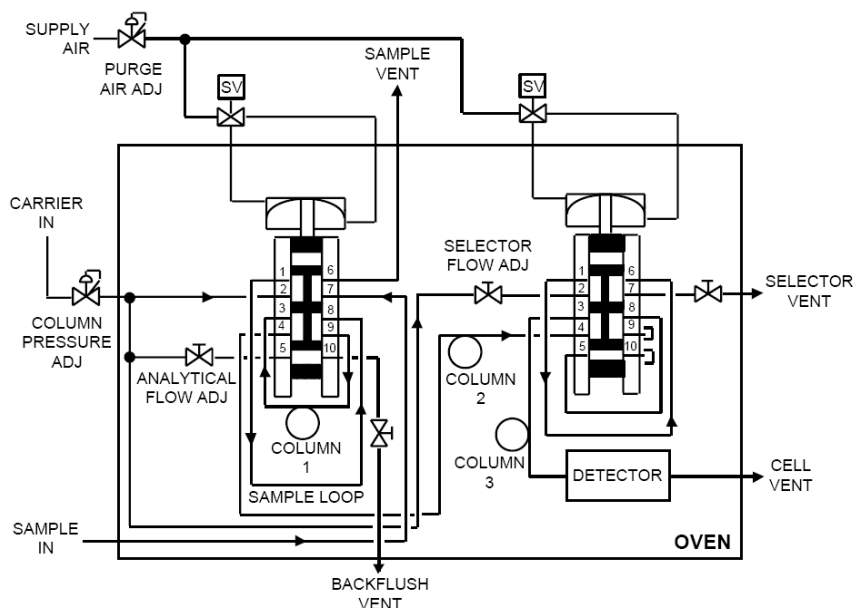 SUPPLY
AIR
PURGE
AIR ADJ
SV
SAMPLE
VENT
SV
CARRIER
IN
COLUMN
PRESSURE
ADJ
ANALYTICAL
FLOW ADJ
1
2
3
4
5
6
7
8
9
10
COLUMN
1
SAMPLE LOOP
SELECTOR
FLOW ADJ
COLUMN
2
COLUMN
3
1
2
3
4
5
6
7
8
9
10
SELECTOR
VENT
DETECTOR
CELL
VENT
OVEN
SAMPLE
IN
BACKFLUSH
VENT